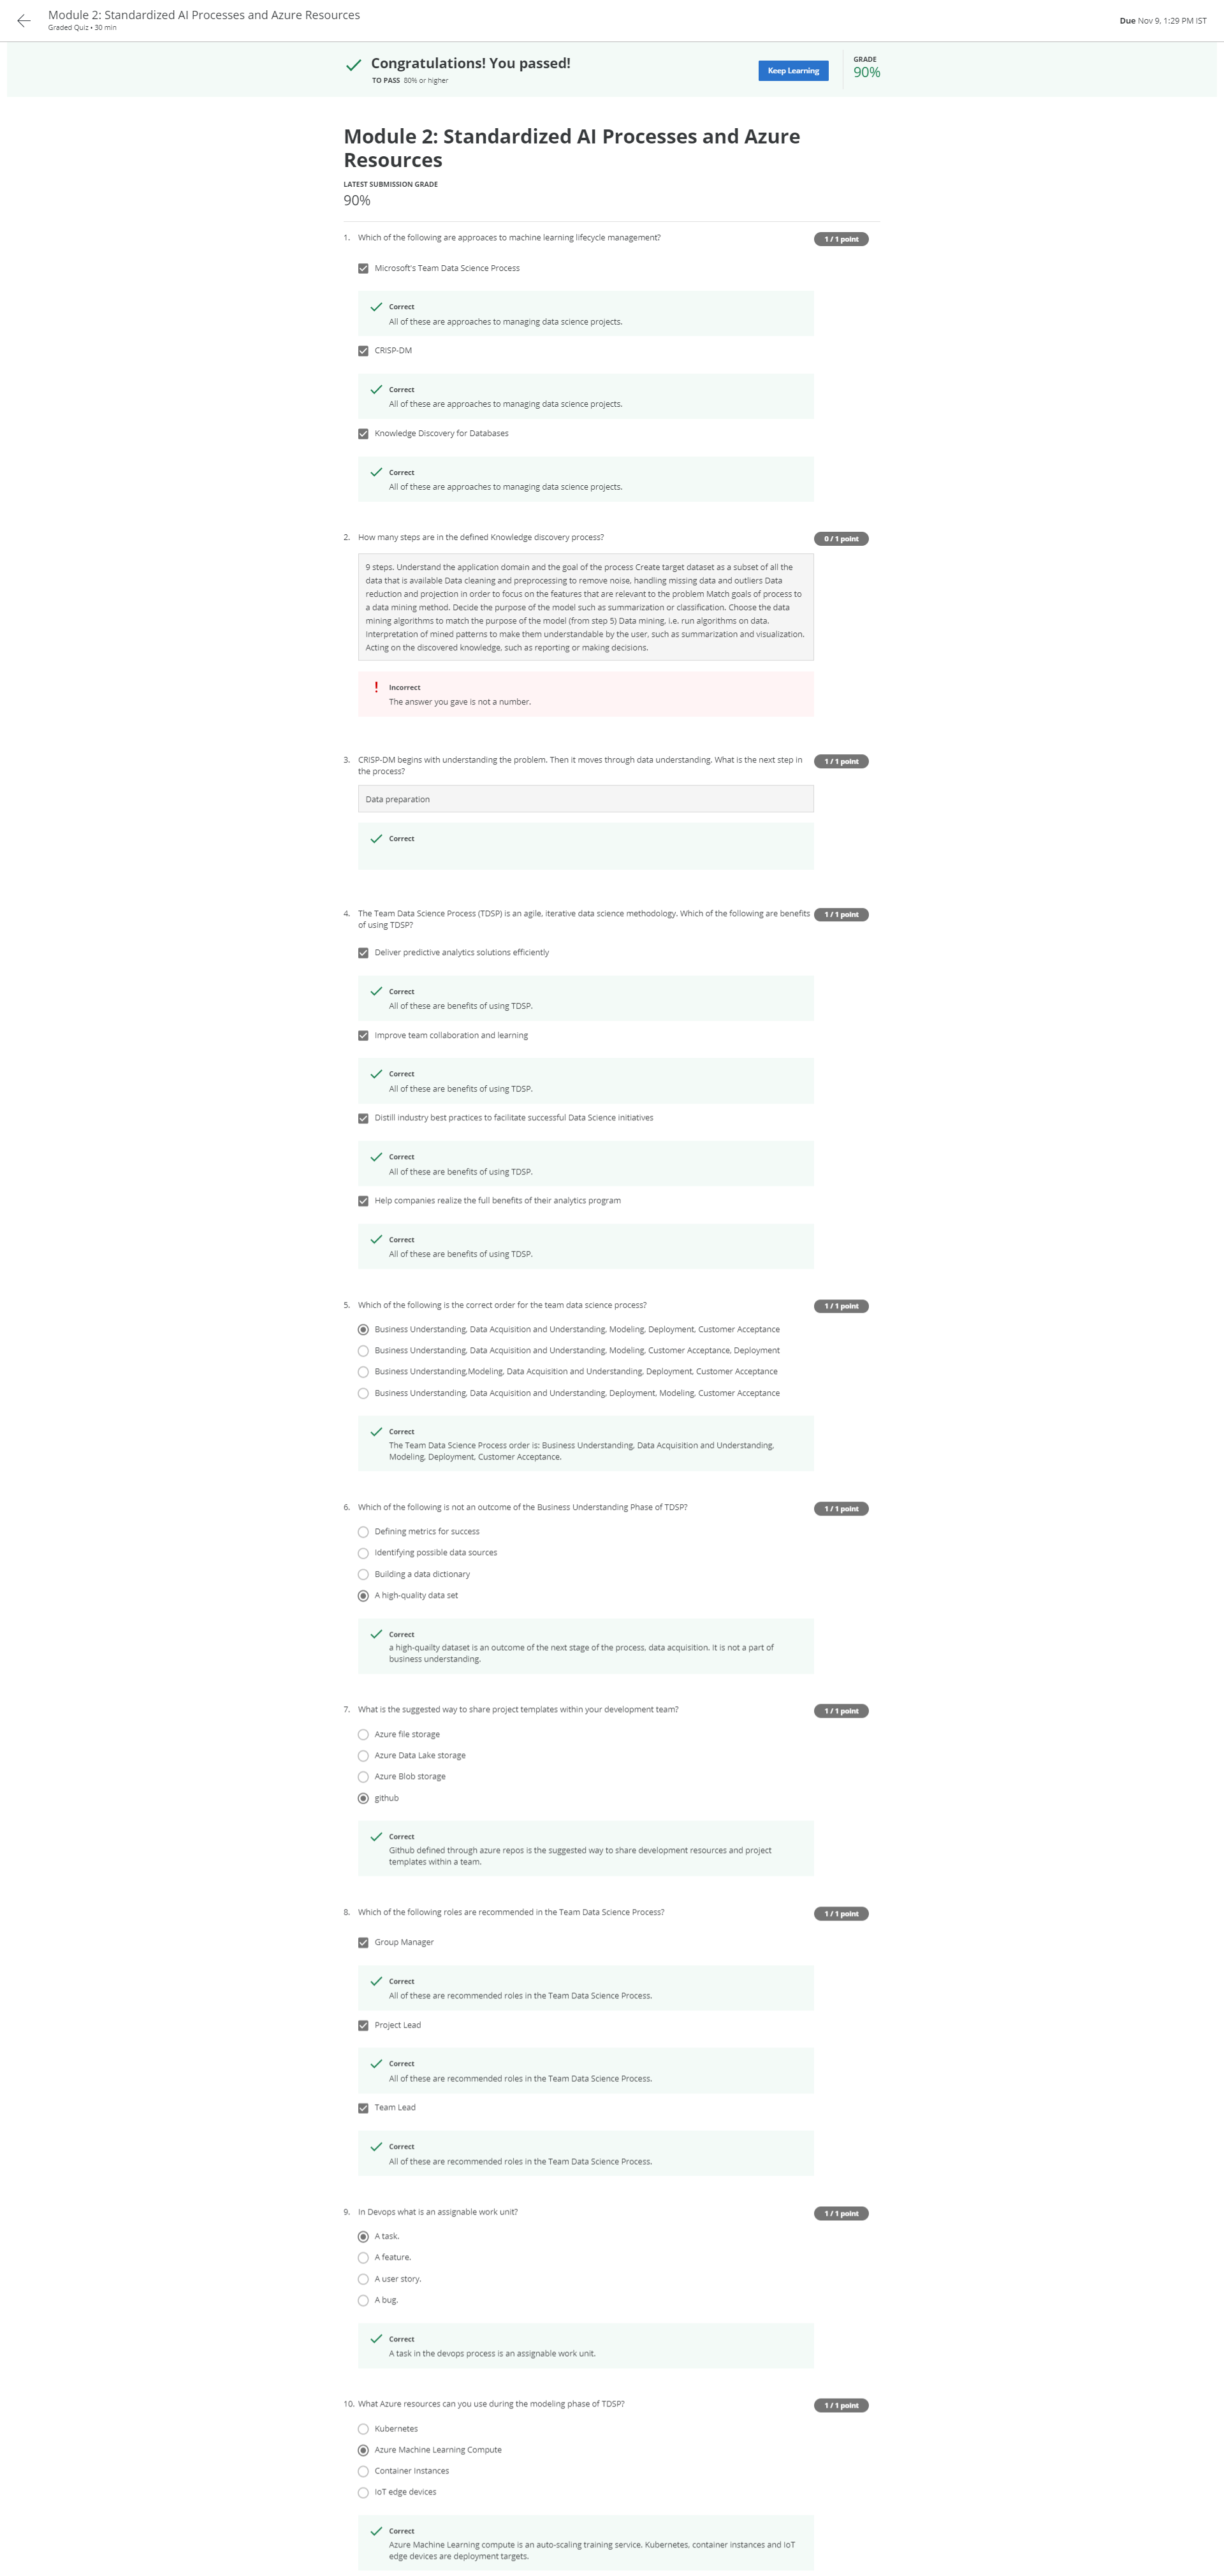 Module 2: Standardized AI Processes and Azure Resources
Graded Quiz • 30 min
Due Nov 9, 1:29 PM IST
Congratulations! You passed!
TO PASS 80% or higher
Keep Learning
GRADE
90%
Module 2: Standardized AI Processes and Azure
Resources
LATEST SUBMISSION GRADE
90%
1. Which of the following are approaces to machine learning lifecycle management?
1 / 1 point
Microsoft's Team Data Science Process
Correct
All of these are approaches to managing data science projects.
CRISP-DM
Correct
All of these are approaches to managing data science projects.
Knowledge Discovery for Databases
Correct
All of these are approaches to managing data science projects.
2. How many steps are in the defined Knowledge discovery process?
0 / 1 point
9 steps. Understand the application domain and the goal of the process Create target dataset as a subset of all the
data that is available Data cleaning and preprocessing to remove noise, handling missing data and outliers Data
reduction and projection in order to focus on the features that are relevant to the problem Match goals of process to
a data mining method. Decide the purpose of the model such as summarization or classification. Choose the data
mining algorithms to match the purpose of the model (from step 5) Data mining, i.e. run algorithms on data.
Interpretation of mined patterns to make them understandable by the user, such as summarization and visualization.
Acting on the discovered knowledge, such as reporting or making decisions.
Incorrect
The answer you gave is not a number.
3. CRISP-DM begins with understanding the problem. Then it moves through data understanding. What is the next step in
the process?
1 / 1 point
Data preparation
Correct
4. The Team Data Science Process (TDSP) is an agile, iterative data science methodology. Which of the following are benefits
of using TDSP?
1 / 1 point
Deliver predictive analytics solutions efficiently
Correct
All of these are benefits of using TDSP.
Improve team collaboration and learning
Correct
All of these are benefits of using TDSP.
Distill industry best practices to facilitate successful Data Science initiatives
Correct
All of these are benefits of using TDSP.
Help companies realize the full benefits of their analytics program
Correct
All of these are benefits of using TDSP.
5. Which of the following is the correct order for the team data science process?
1 / 1 point
Business Understanding, Data Acquisition and Understanding, Modeling, Deployment, Customer Acceptance
Business Understanding, Data Acquisition and Understanding, Modeling, Customer Acceptance, Deployment
Business Understanding,Modeling, Data Acquisition and Understanding, Deployment, Customer Acceptance
Business Understanding, Data Acquisition and Understanding, Deployment, Modeling, Customer Acceptance
Correct
The Team Data Science Process order is: Business Understanding, Data Acquisition and Understanding,
Modeling, Deployment, Customer Acceptance.
6. Which of the following is not an outcome of the Business Understanding Phase of TDSP?
1 / 1 point
Defining metrics for success
Identifying possible data sources
Building a data dictionary
A high-quality data set
Correct
a high-quailty dataset is an outcome of the next stage of the process, data acquisition. It is not a part of
business understanding.
7. What is the suggested way to share project templates within your development team?
1 / 1 point
Azure file storage
Azure Data Lake storage
Azure Blob storage
github
Correct
Github defined through azure repos is the suggested way to share development resources and project
templates within a team.
8. Which of the following roles are recommended in the Team Data Science Process?
1 / 1 point
Group Manager
Correct
All of these are recommended roles in the Team Data Science Process.
Project Lead
Correct
All of these are recommended roles in the Team Data Science Process.
Team Lead
Correct
All of these are recommended roles in the Team Data Science Process.
9. In Devops what is an assignable work unit?
1 / 1 point
A task.
A feature.
A user story.
A bug.
Correct
A task in the devops process is an assignable work unit.
10. What Azure resources can you use during the modeling phase of TDSP?
1 / 1 point
Kubernetes
Azure Machine Learning Compute
Container Instances
IoT edge devices
Correct
Azure Machine Learning compute is an auto-scaling training service. Kubernetes, container instances and IoT
edge devices are deployment targets.